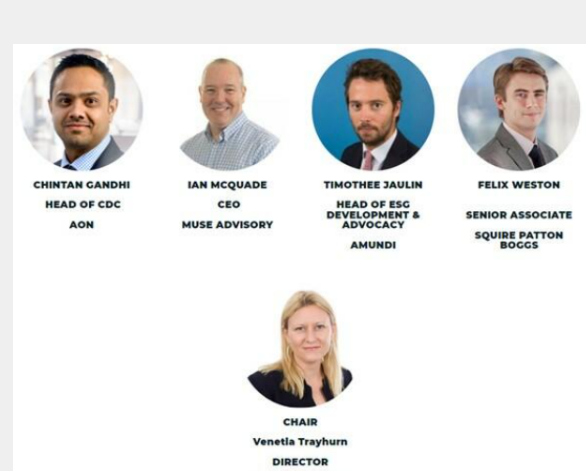 CHINTAN GANDHI
HEAD OF CDC
AON
IAN MCQUADE
CEO
MUSE ADVISORY
TIMOTHEE JAULIN
HEAD OF ESG
DEVELOPMENT &
ADVOCACY
AMUNDI
FELIX WESTON
SENIOR ASSOCIATE
SQUIRE PATTON
BOGGS
CHAIR
Venetia Trayhurn
DIRECTOR